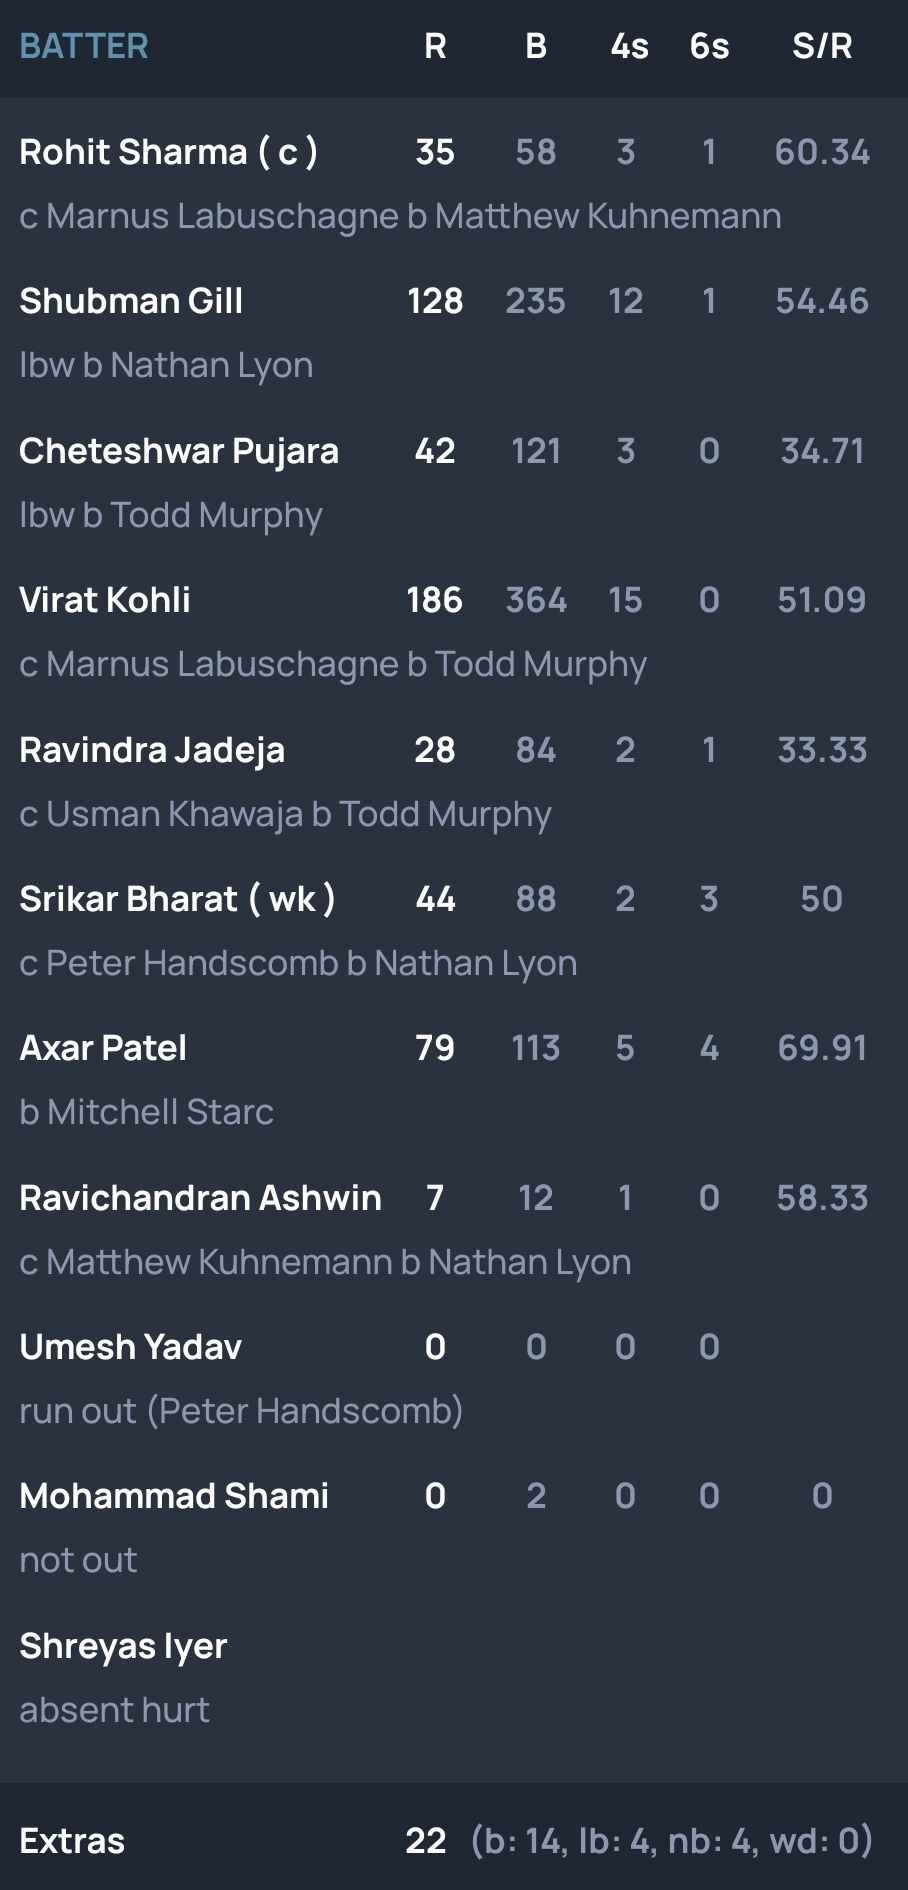 BATTER R B 4s 6s S/R
Rohit Sharma ( c ) 35 58 3 1 60.34
c Marnus Labuschagne b Matthew Kuhnemann
Shubman Gill 128 235 12 1 54.46
lbw b Nathan Lyon
Cheteshwar Pujara 42 121 3 0 34.71
lbw b Todd Murphy
Virat Kohli 186 364 15 0 51.09
c Marnus Labuschagne b Todd Murphy
Ravindra Jadeja 28 84 2 1 33.33
c Usman Khawaja b Todd Murphy
Srikar Bharat ( wk ) 44 88 2 3 50
c Peter Handscomb b Nathan Lyon
Axar Patel 79 113 5 4 69.91
b Mitchell Starc
Ravichandran Ashwin 7 12 1 0 58.33
c Matthew Kuhnemann b Nathan Lyon
Umesh Yadav 0 0 0 0
run out (Peter Handscomb)
Mohammad Shami 0 2 0 0 0
not out
Shreyas Iyer
absent hurt
Extras 22 (b: 14, lb: 4, nb: 4, wd: 0)